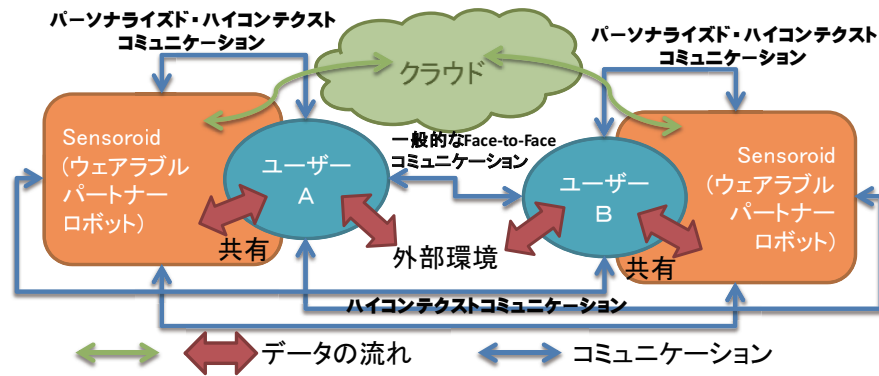 パーソナライズド・ハイコンテクスト
コミュニケーション
パーソナライズド・ハイコンテクスト
コミュニケーション
クラウド
Sensoroid
(ウェアラブル
パートナー
ロボット)
ユーザー
A
一般的なFace-to-Face
コミュニケーション
ユーザー
B
Sensoroid
(ウェアラブル
パートナー
ロボット)
共有
外部環境
共有
ハイコンテクストコミュニケーション
データの流れ
コミュニケーション